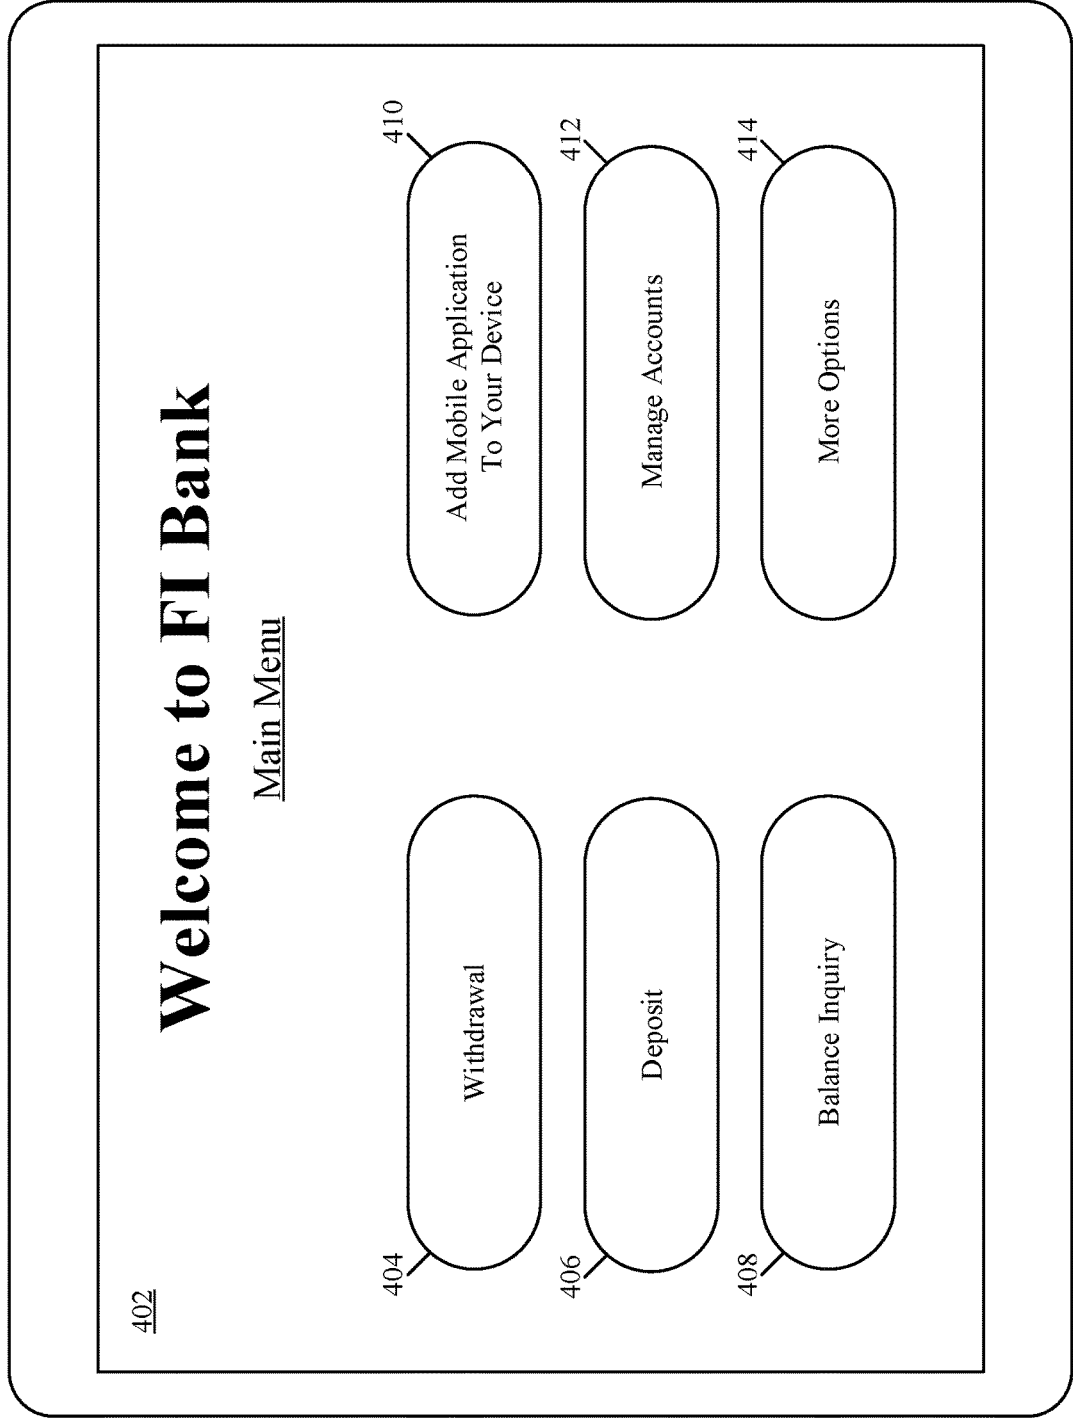 402
Welcome to FI Bank
Main Menu
404
Withdrawal
410
Add Mobile Application
To Your Device
406
Deposit
412
Manage Accounts
408
Balance Inquiry
414
More Options